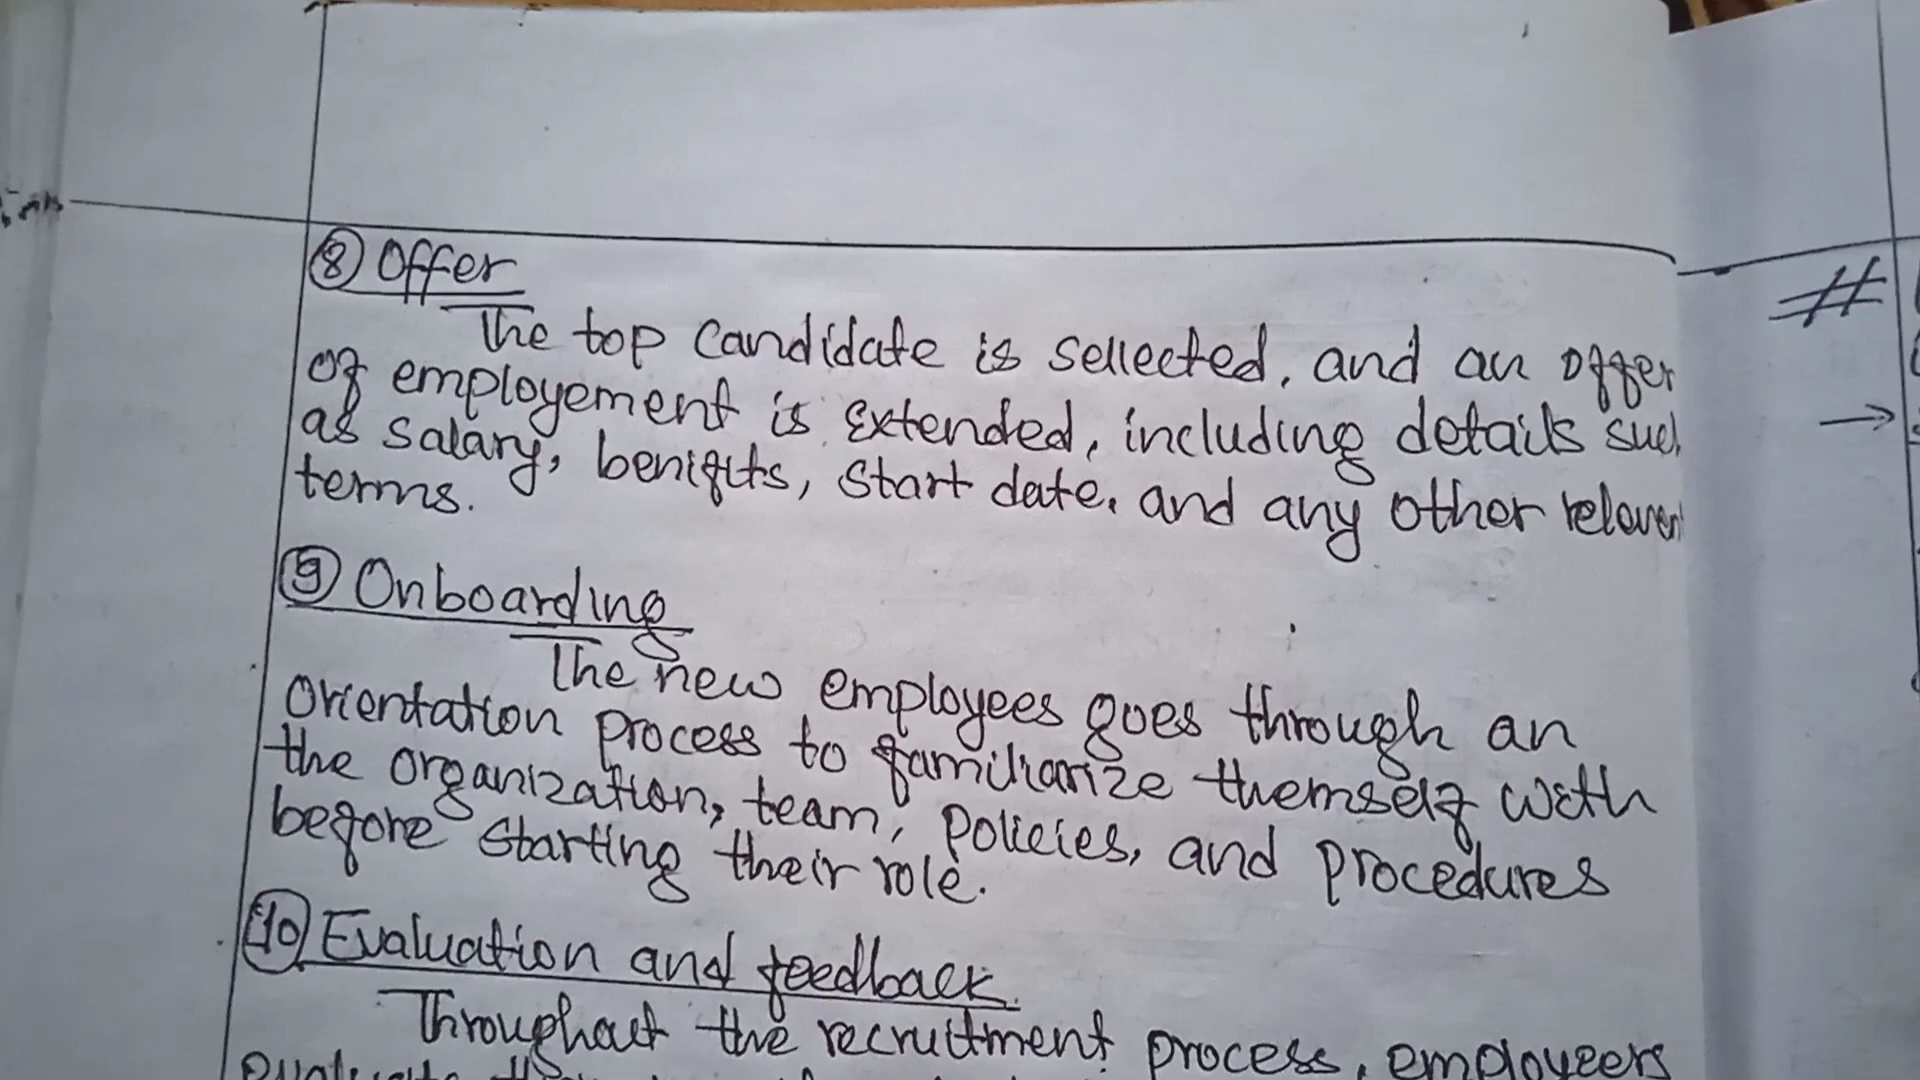 ⑧ Offer
The top candidate is sellected, and an offer
of employement is extended, including details such
as salary, benifits, start date, and any other relevent
terms.
⑨ Onboarding
The new employees goes through an
orientation process to familiarize themself with
the organization, team, policies, and procedures
before starting their role.
⑩ Evaluation and feedback.
Throughout the recruitment process, employeers
#
→